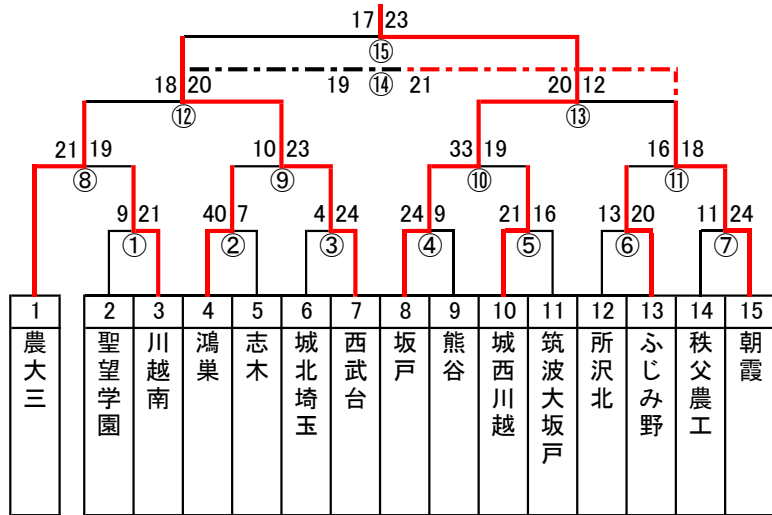 17 23
⑮
18 20
19 ⑭ 21
20 12
⑫
⑬
21 19
10 23
33 19
16 18
⑧
⑨
⑩
⑪
9 21
40 7
4 24
24 9
21 16
13 20
11 24
①
②
③
④
⑤
⑥
⑦
1 2 3 4 5 6 7 8 9 10 11 12 13 14 15
農大三
聖望学園
川越南
鴻巣
志木
城北埼玉
西武台
坂戸
熊谷
城西川越
筑波大坂戸
所沢北
ふじみ野
秩父農工
朝霞